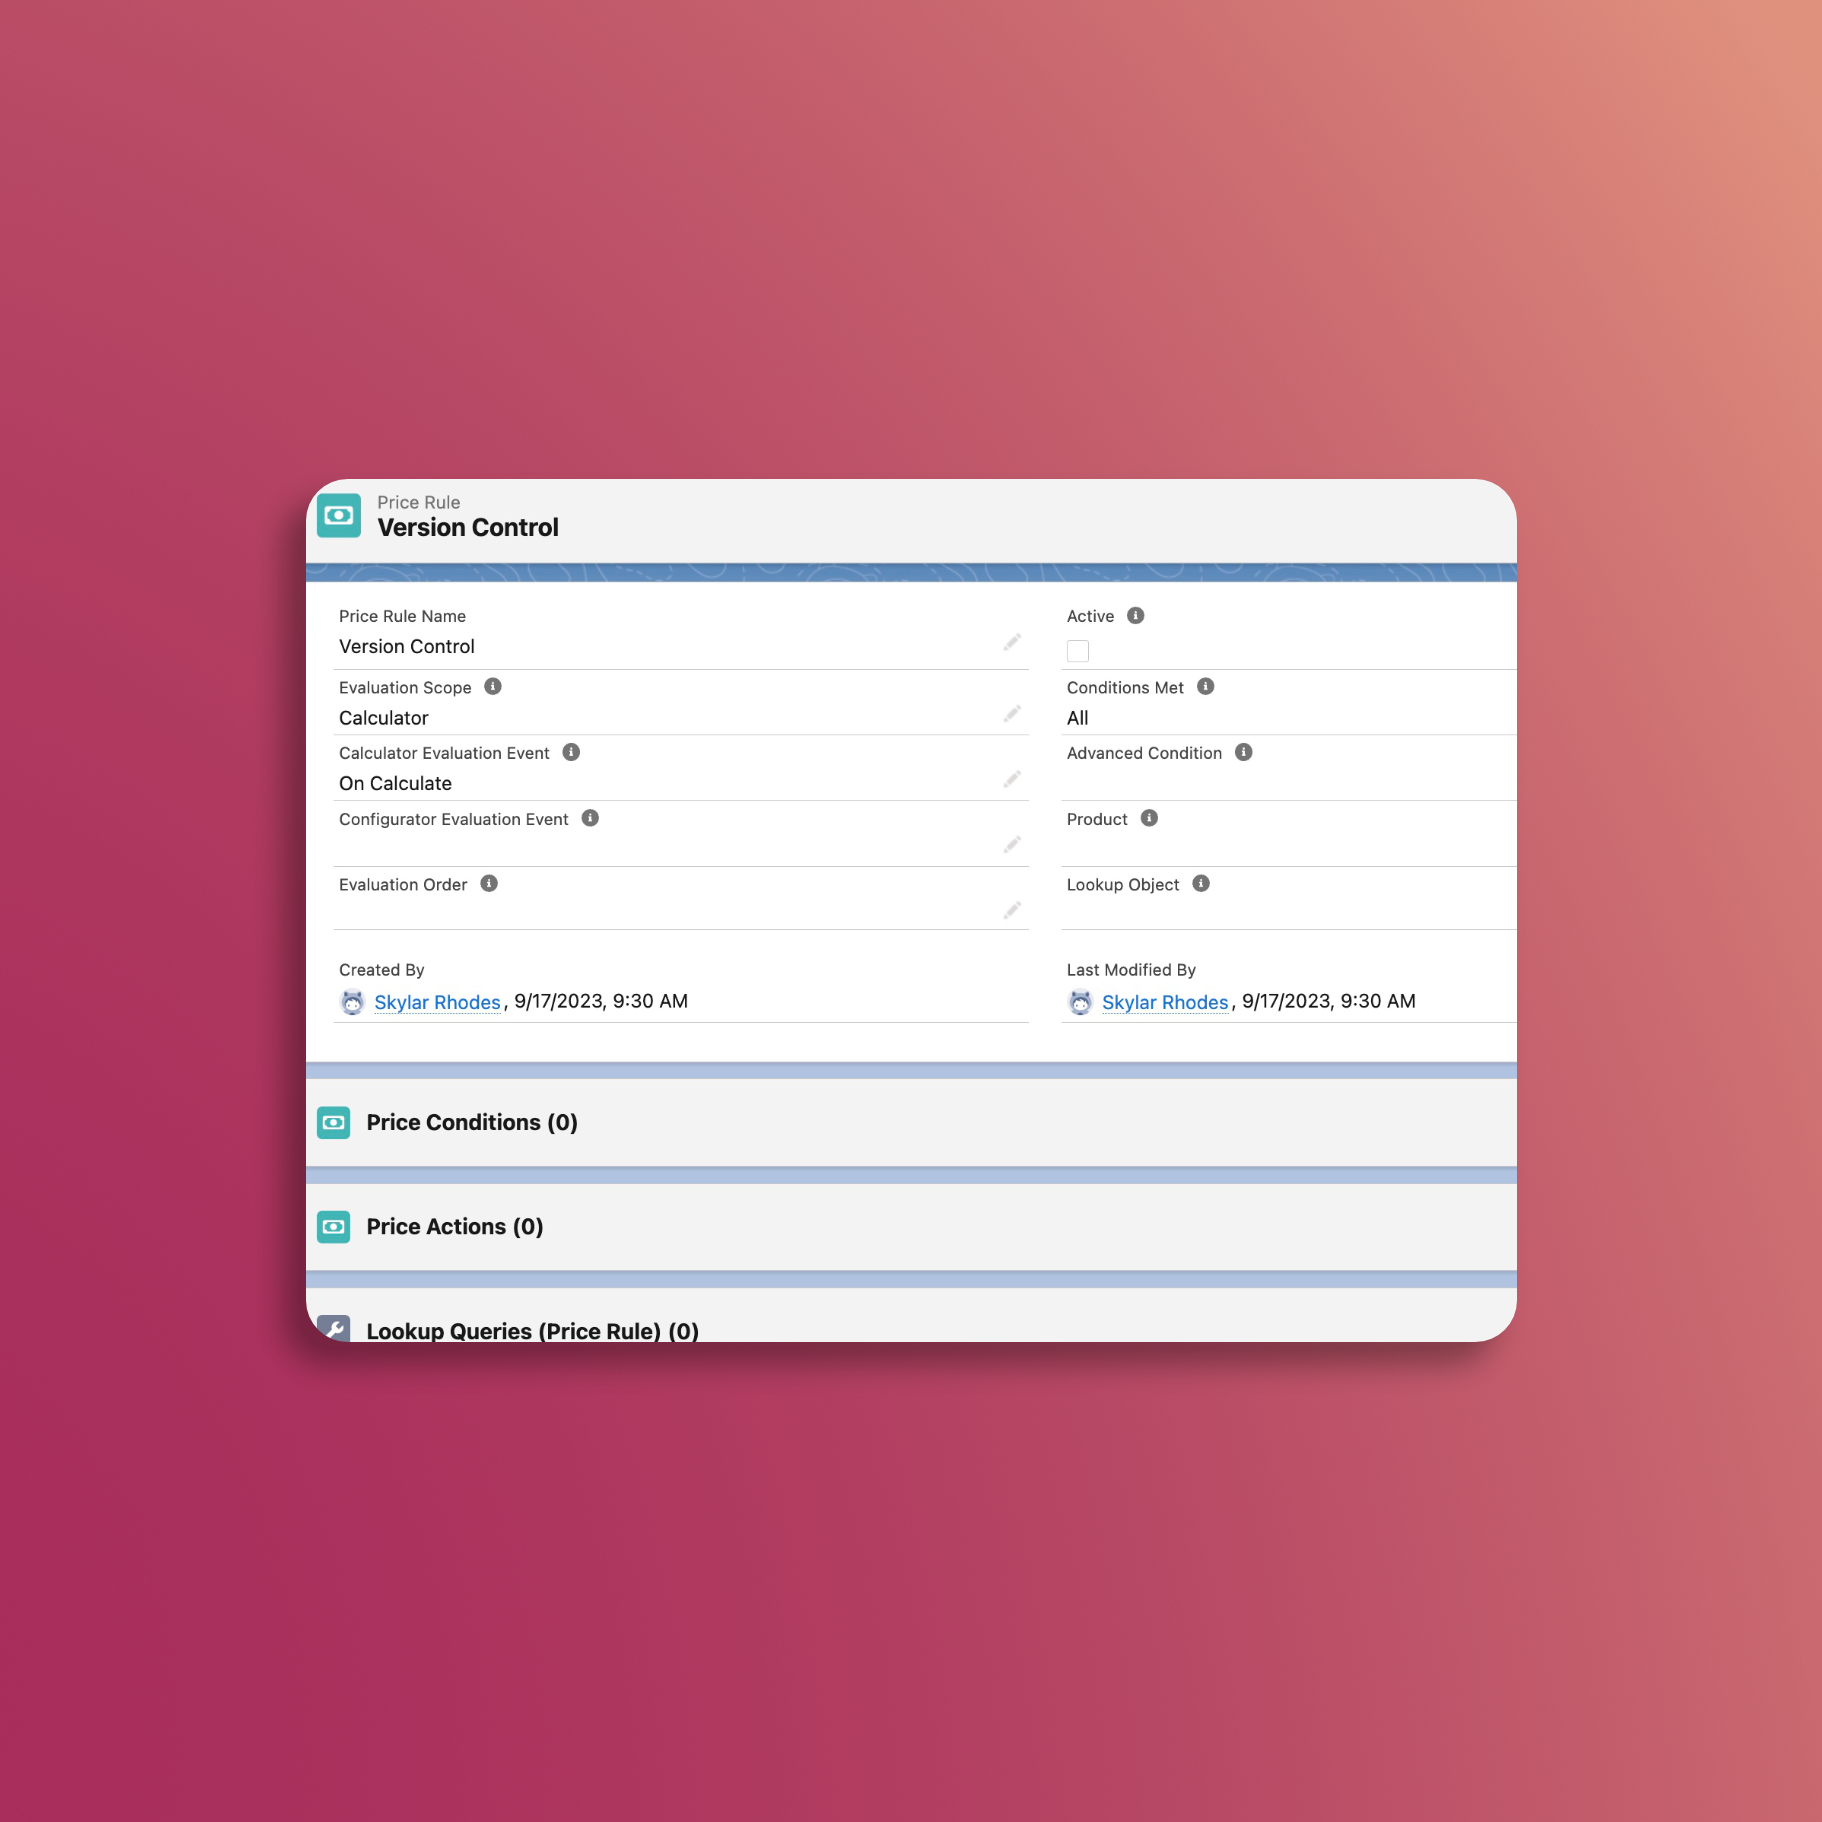 Price Rule
Version Control
Price Rule Name
Version Control
Active
Evaluation Scope
Calculator
Conditions Met
All
Calculator Evaluation Event
On Calculate
Advanced Condition
Configurator Evaluation Event
Product
Evaluation Order
Lookup Object
Created By
Skylar Rhodes, 9/17/2023, 9:30 AM
Last Modified By
Skylar Rhodes, 9/17/2023, 9:30 AM
Price Conditions (0)
Price Actions (0)
Lookup Queries (Price Rule) (0)